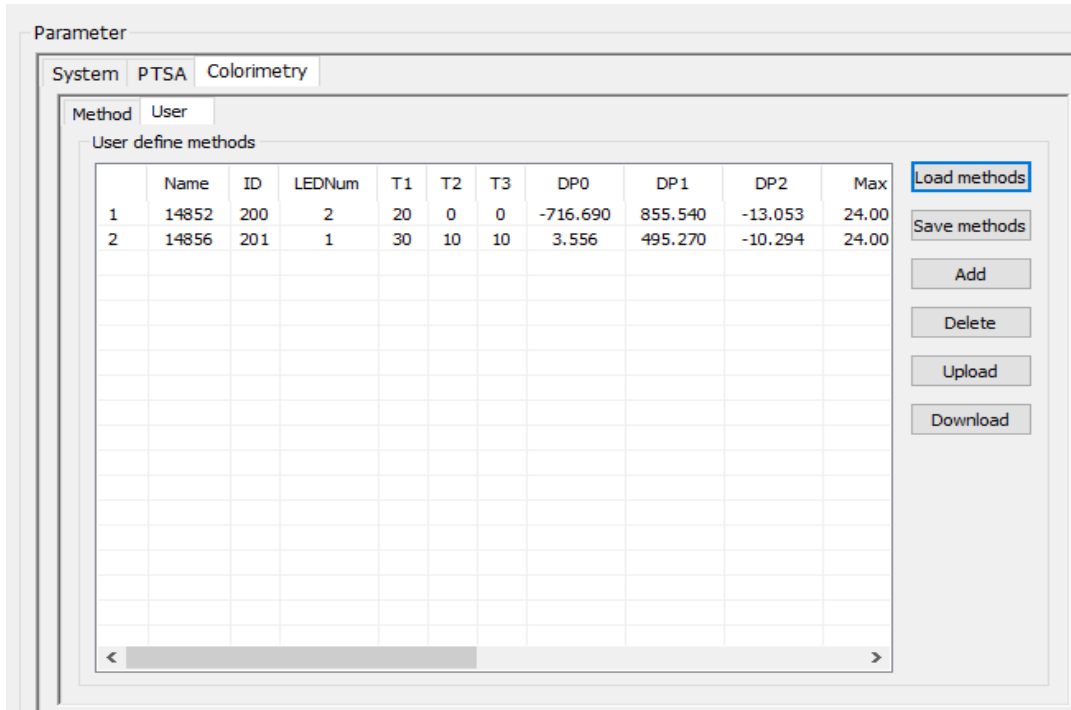 Parameter
System PTSA Colorimetry
Method User
User define methods
Name ID LEDNum T1 T2 T3 DP0 DP1 DP2 Max
1 14852 200 2 20 0 0 -716.690 855.540 -13.053 24.00
2 14856 201 1 30 10 10 3.556 495.270 -10.294 24.00
Load methods
Save methods
Add
Delete
Upload
Download